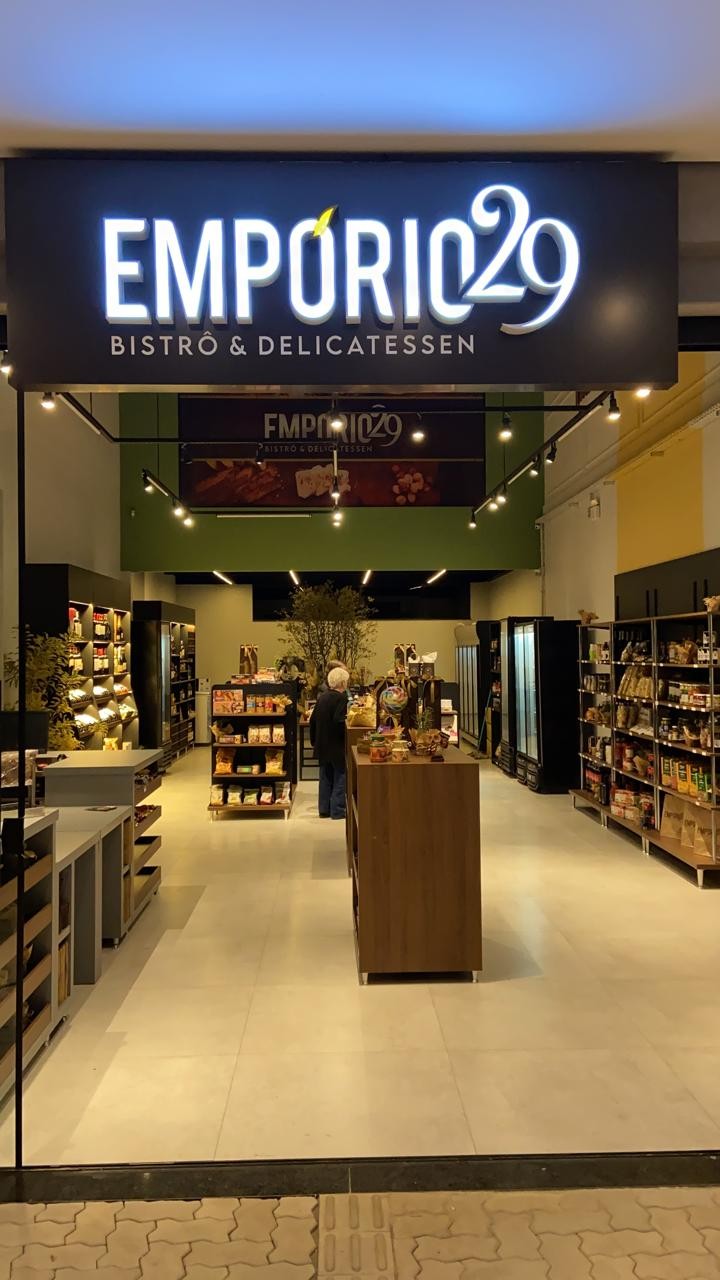 EMPÓRIO29
BISTRÔ & DELICATESSEN
EMPÓRIO29
BISTRÔ & DELICATESSEN